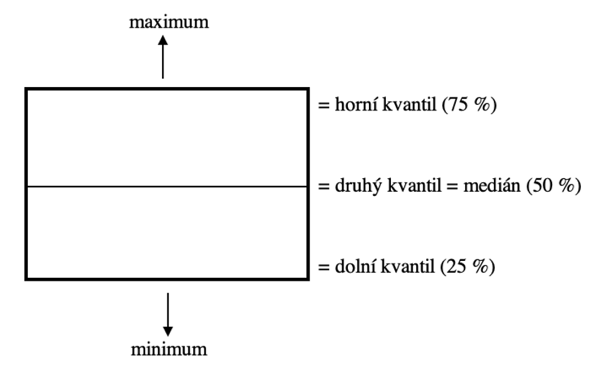 maximum
= horní kvantil (75 %)
= druhý kvantil = medián (50 %)
= dolní kvantil (25 %)
minimum